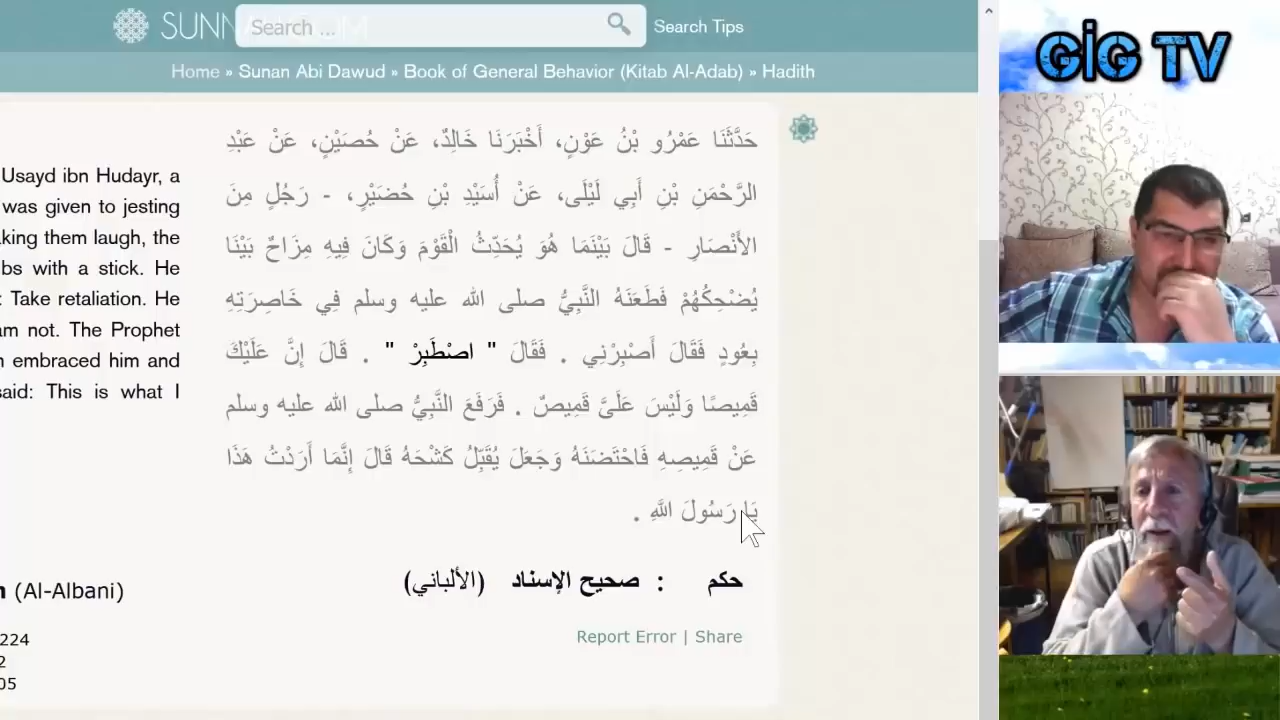 SUNN
Search ...
Search Tips
Home » Sunan Abi Dawud » Book of General Behavior (Kitab Al-Adab) » Hadith
GiG TV
Usayd ibn Hudayr, a
was given to jesting
aking them laugh, the
bs with a stick. He
: Take retaliation. He
am not. The Prophet
embraced him and
said: This is what I
حَدَّثَنَا عَمْرُو بْنُ عَوْنٍ، أَخْبَرَنَا خَالِدٌ، عَنْ حُصَيْنٍ، عَنْ عَبْدِ
الرَّحْمَنِ بْنِ أَبِي لَيْلَى، عَنْ أُسَيْدِ بْنِ حُضَيْرٍ، - رَجُلٍ مِنَ
الأَنْصَارِ - قَالَ بَيْنَمَا هُوَ يُحَدِّثُ الْقَوْمَ وَكَانَ فِيهِ مِزَاحٌ بَيْنَا
يُضْحِكُهُمْ فَطَعَنَهُ النَّبِيُّ صلى الله عليه وسلم فِي خَاصِرَتِهِ
بِعُودٍ فَقَالَ أَصْبِرْنِي . فَقَالَ " اصْطَبِرْ " . قَالَ إِنَّ عَلَيْكَ
قَمِيصًا وَلَيْسَ عَلَىَّ قَمِيصٌ . فَرَفَعَ النَّبِيُّ صلى الله عليه وسلم
عَنْ قَمِيصِهِ فَاحْتَضَنَهُ وَجَعَلَ يُقَبِّلُ كَشْحَهُ قَالَ إِنَّمَا أَرَدْتُ هَذَا
يَا رَسُولَ اللَّهِ .
حكم : صحيح الإسناد (الألباني)
(Al-Albani)
224
2
05
Report Error | Share